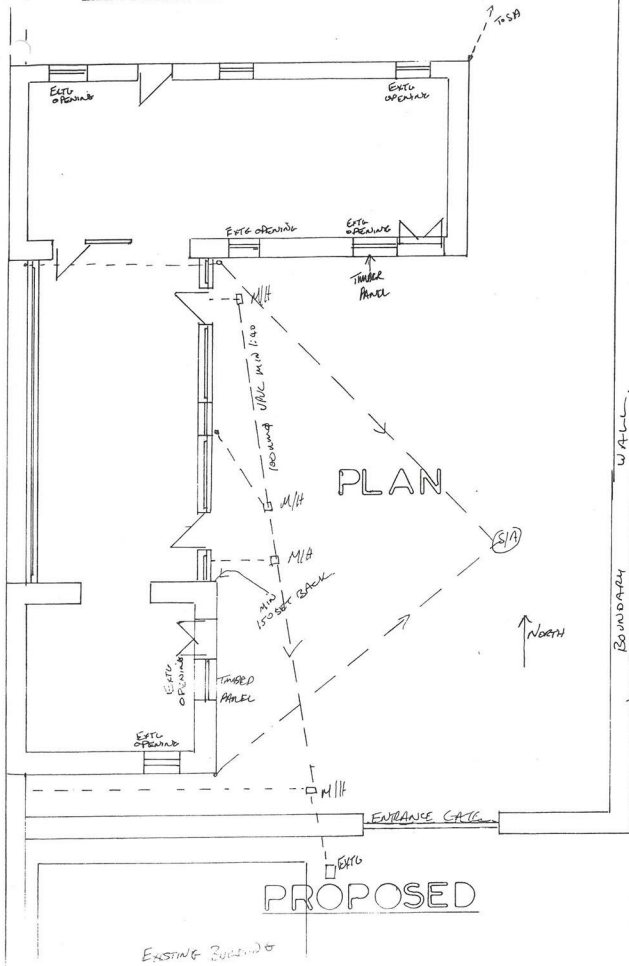 TO S/A
EXTG
OPENING
EXTG
OPENING
EXTG OPENING
EXTG
OPENING
TIMBER
PANEL
M/H
100mmφ UPVC MIN 1:40
PLAN
WALL
M/H
S/A
M/H
MIN
150 SET BACK
NORTH
BOUNDARY
EXTG
OPENING
TIMBER
PANEL
EXTG
OPENING
M/H
ENTRANCE GATE
EXTG
PROPOSED
EXISTING BUILDING